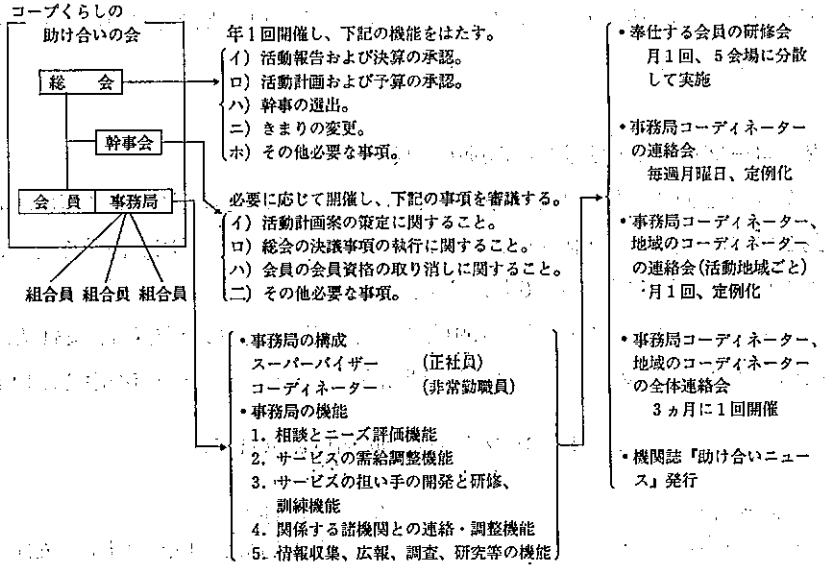 コープくらしの
助け合いの会
総　会
幹事会
会　員
事務局
組合員 組合員 組合員
年1回開催し、下記の機能をはたす。
イ）活動報告および決算の承認。
ロ）活動計画および予算の承認。
ハ）幹事の選出。
ニ）きまりの変更。
ホ）その他必要な事項。
必要に応じて開催し、下記の事項を審議する。
イ）活動計画案の策定に関すること。
ロ）総会の決議事項の執行に関すること。
ハ）会員の会員資格の取り消しに関すること。
ニ）その他必要な事項。
・事務局の構成
スーパーバイザー　（正社員）
コーディネーター　（非常勤職員）
・事務局の機能
1．相談とニーズ評価機能
2．サービスの需給調整機能
3．サービスの担い手の開発と研修、
訓練機能
4．関係する諸機関との連絡・調整機能
5．情報収集、広報、調査、研究等の機能
・奉仕する会員の研修会
月1回、5会場に分散
して実施
・事務局コーディネーター
の連絡会
毎週月曜日、定例化
・事務局コーディネーター、
地域のコーディネーター
の連絡会（活動地域ごと）
月1回、定例化
・事務局コーディネーター、
地域のコーディネーター
の全体連絡会
3ヵ月に1回開催
・機関誌『助け合いニュー
ス』発行